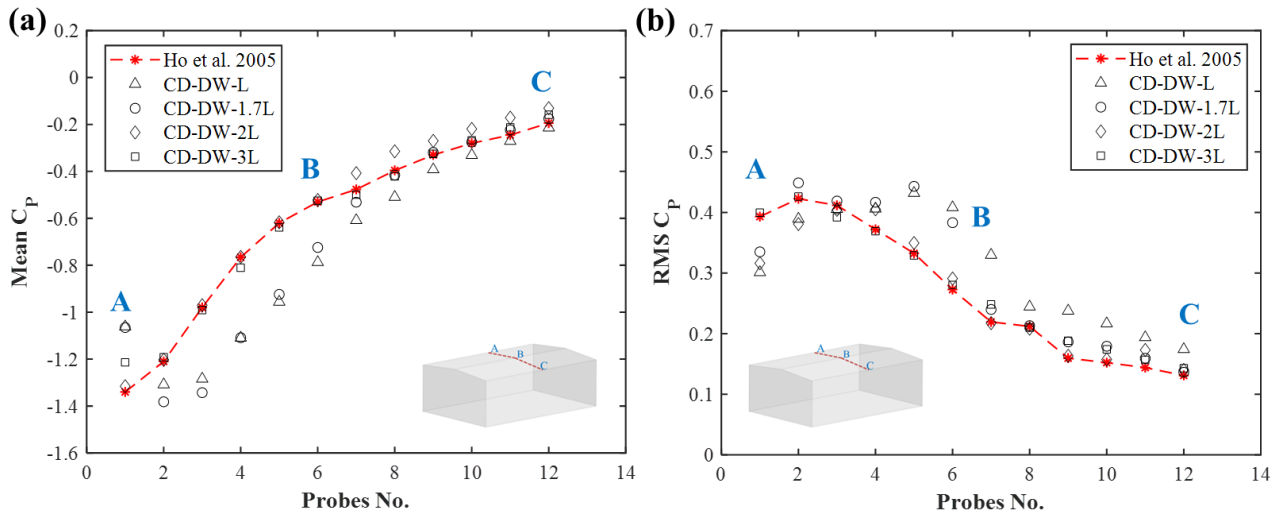 (a)
0.2
0
-0.2
-0.4
-0.6
-0.8
-1
-1.2
-1.4
-1.6
Mean C_P
Ho et al. 2005
CD-DW-L
CD-DW-1.7L
CD-DW-2L
CD-DW-3L
A
B
C
A
B
C
0 2 4 6 8 10 12 14
Probes No.
(b)
0.7
0.6
0.5
0.4
0.3
0.2
0.1
0
RMS C_P
Ho et al. 2005
CD-DW-L
CD-DW-1.7L
CD-DW-2L
CD-DW-3L
A
B
C
A
B
C
0 2 4 6 8 10 12 14
Probes No.